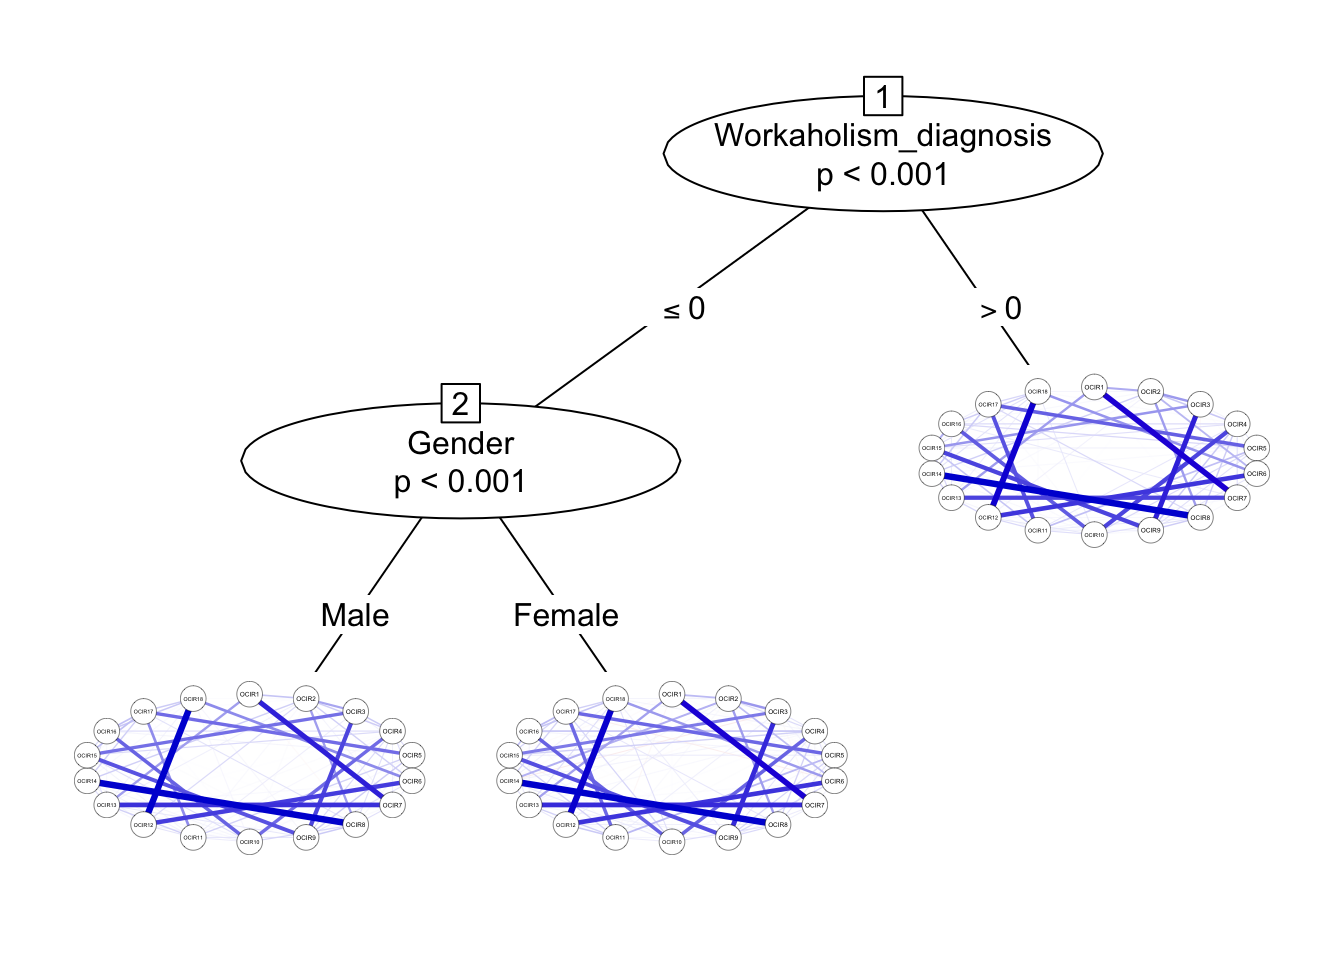 1
Workaholism_diagnosis
p < 0.001
≤ 0
> 0
OCIR1
OCIR2
OCIR3
OCIR4
OCIR5
OCIR6
OCIR7
OCIR8
OCIR9
OCIR10
OCIR11
OCIR12
OCIR13
OCIR14
OCIR15
OCIR16
OCIR17
OCIR18
2
Gender
p < 0.001
Male
Female
OCIR1
OCIR2
OCIR3
OCIR4
OCIR5
OCIR6
OCIR7
OCIR8
OCIR9
OCIR10
OCIR11
OCIR12
OCIR13
OCIR14
OCIR15
OCIR16
OCIR17
OCIR18
OCIR1
OCIR2
OCIR3
OCIR4
OCIR5
OCIR6
OCIR7
OCIR8
OCIR9
OCIR10
OCIR11
OCIR12
OCIR13
OCIR14
OCIR15
OCIR16
OCIR17
OCIR18